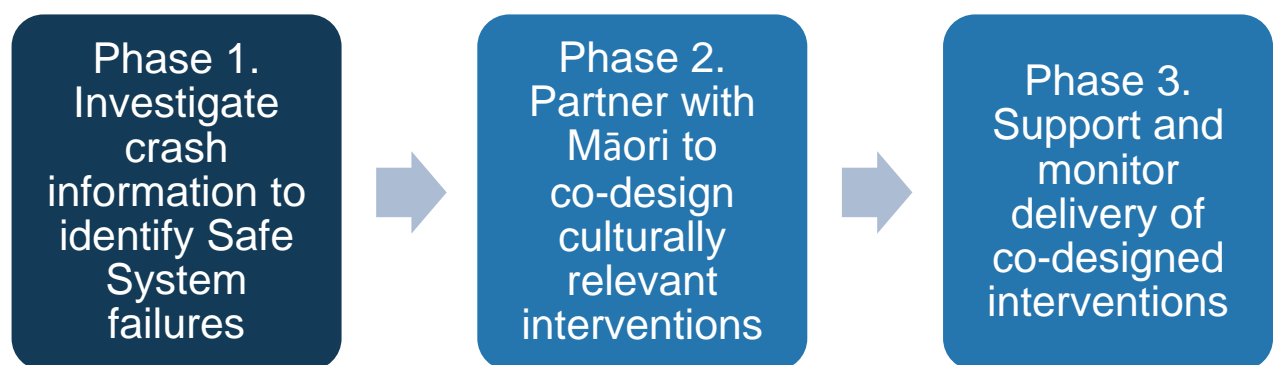 Phase 1.
Investigate
crash
information to
identify Safe
System
failures
Phase 2.
Partner with
Māori to
co-design
culturally
relevant
interventions
Phase 3.
Support and
monitor
delivery of
co-designed
interventions